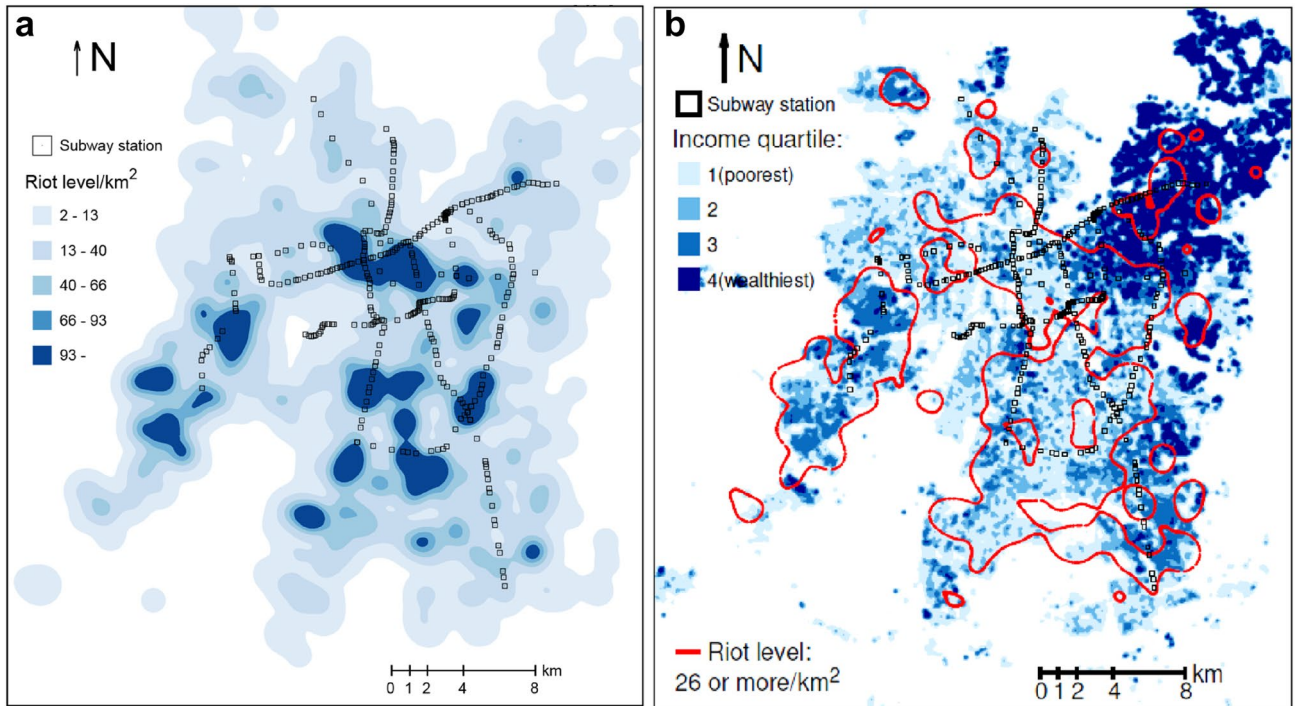 a
N
Subway station
Riot level/km²
2 - 13
13 - 40
40 - 66
66 - 93
93 -
km
0 1 2 4 8
b
N
Subway station
Income quartile:
1(poorest)
2
3
4(wealthiest)
Riot level:
26 or more/km²
km
0 1 2 4 8